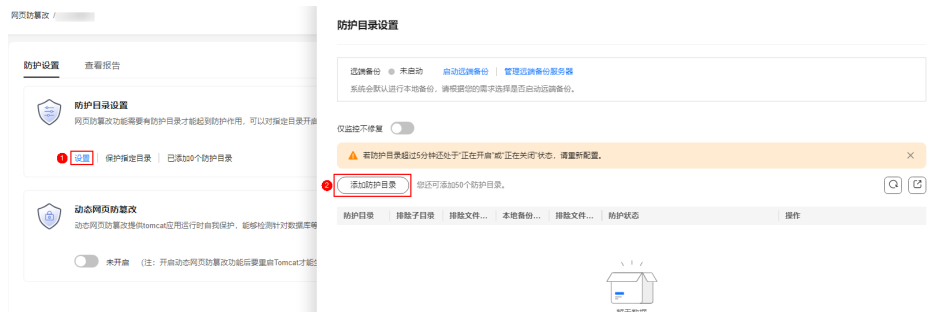 网页防篡改 /
防护设置 查看报告
防护目录设置
网页防篡改功能需要有防护目录才能起到防护作用，可以对指定目录开启
1 设置 保护指定目录 已添加0个防护目录
动态网页防篡改
动态网页防篡改提供tomcat应用运行时自我保护，能够检测针对数据库等
未开启 （注：开启动态网页防篡改功能后要重启Tomcat才能生
防护目录设置
远端备份 未启动 启动远端备份 管理远端备份服务器
系统会默认进行本地备份，请根据您的需求选择是否启动远端备份。
仅监控不修复
若防护目录超过5分钟还处于“正在开启”或“正在关闭”状态，请重新配置。
2 添加防护目录 您还可添加50个防护目录。
防护目录 排除子目录 排除文件... 本地备份... 排除文件... 防护状态 操作